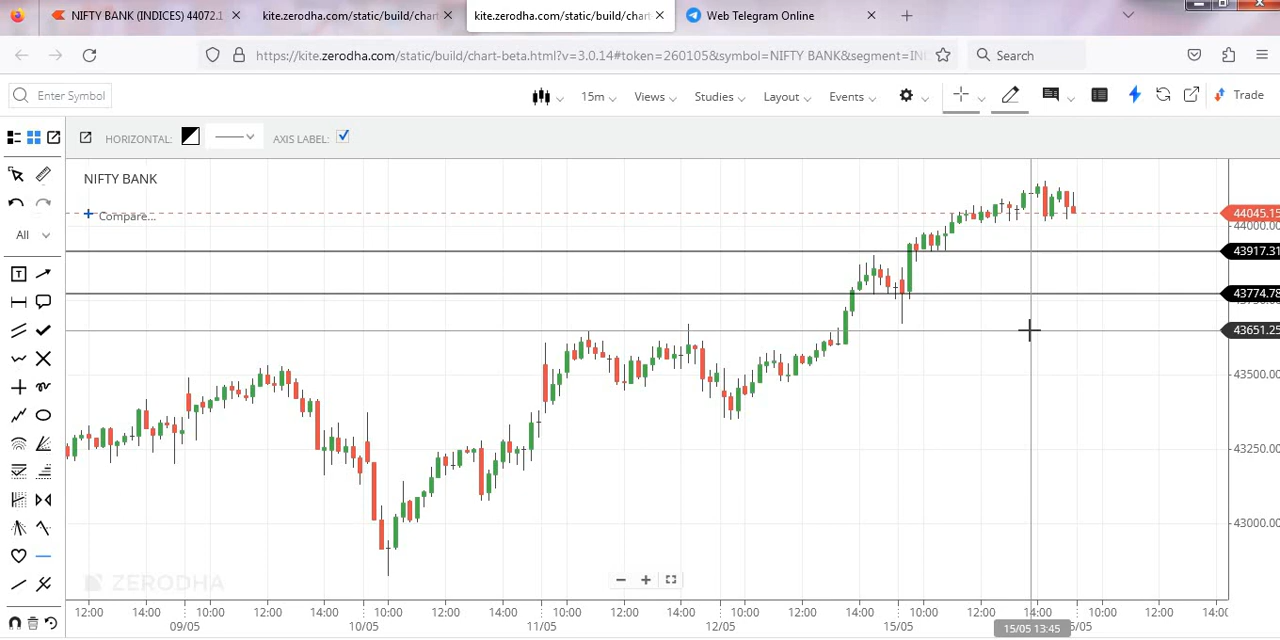 NIFTY BANK (INDICES) 44072.1
kite.zerodha.com/static/build/chart
kite.zerodha.com/static/build/chart
Web Telegram Online
https://kite.zerodha.com/static/build/chart-beta.html?v=3.0.14#token=260105&symbol=NIFTY BANK&segment=IN
Search
Enter Symbol
15m
Views
Studies
Layout
Events
Trade
HORIZONTAL:
AXIS LABEL:
NIFTY BANK
Compare...
All
T
44045.15
44000.00
43917.31
43774.78
43651.25
43500.00
43250.00
43000.00
ZERODHA
12:00 14:00 10:00 12:00 14:00 10:00 12:00 14:00 10:00 12:00 14:00 10:00 12:00 14:00 10:00 12:00 14:00 10:00 12:00 14:00
09/05 10/05 11/05 12/05 15/05 15/05 13:45